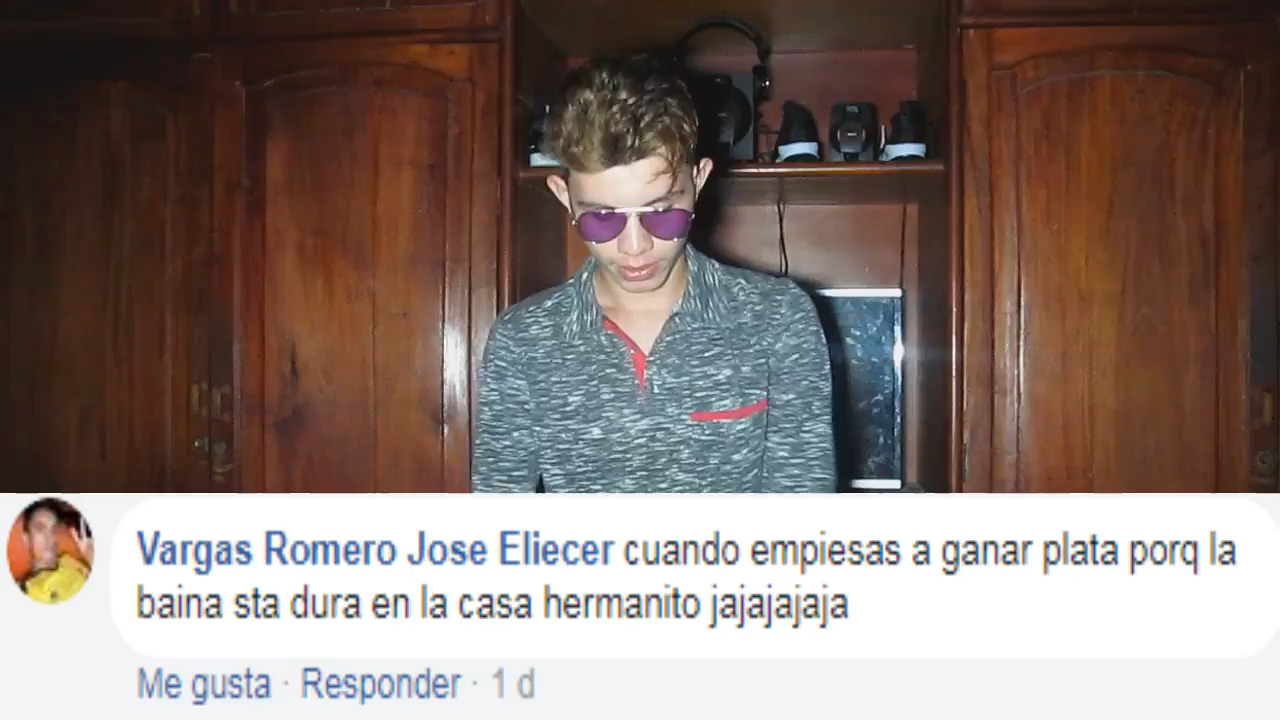 Vargas Romero Jose Eliecer cuando empiesas a ganar plata porq la
baina sta dura en la casa hermanito jajajajaja
Me gusta · Responder · 1 d